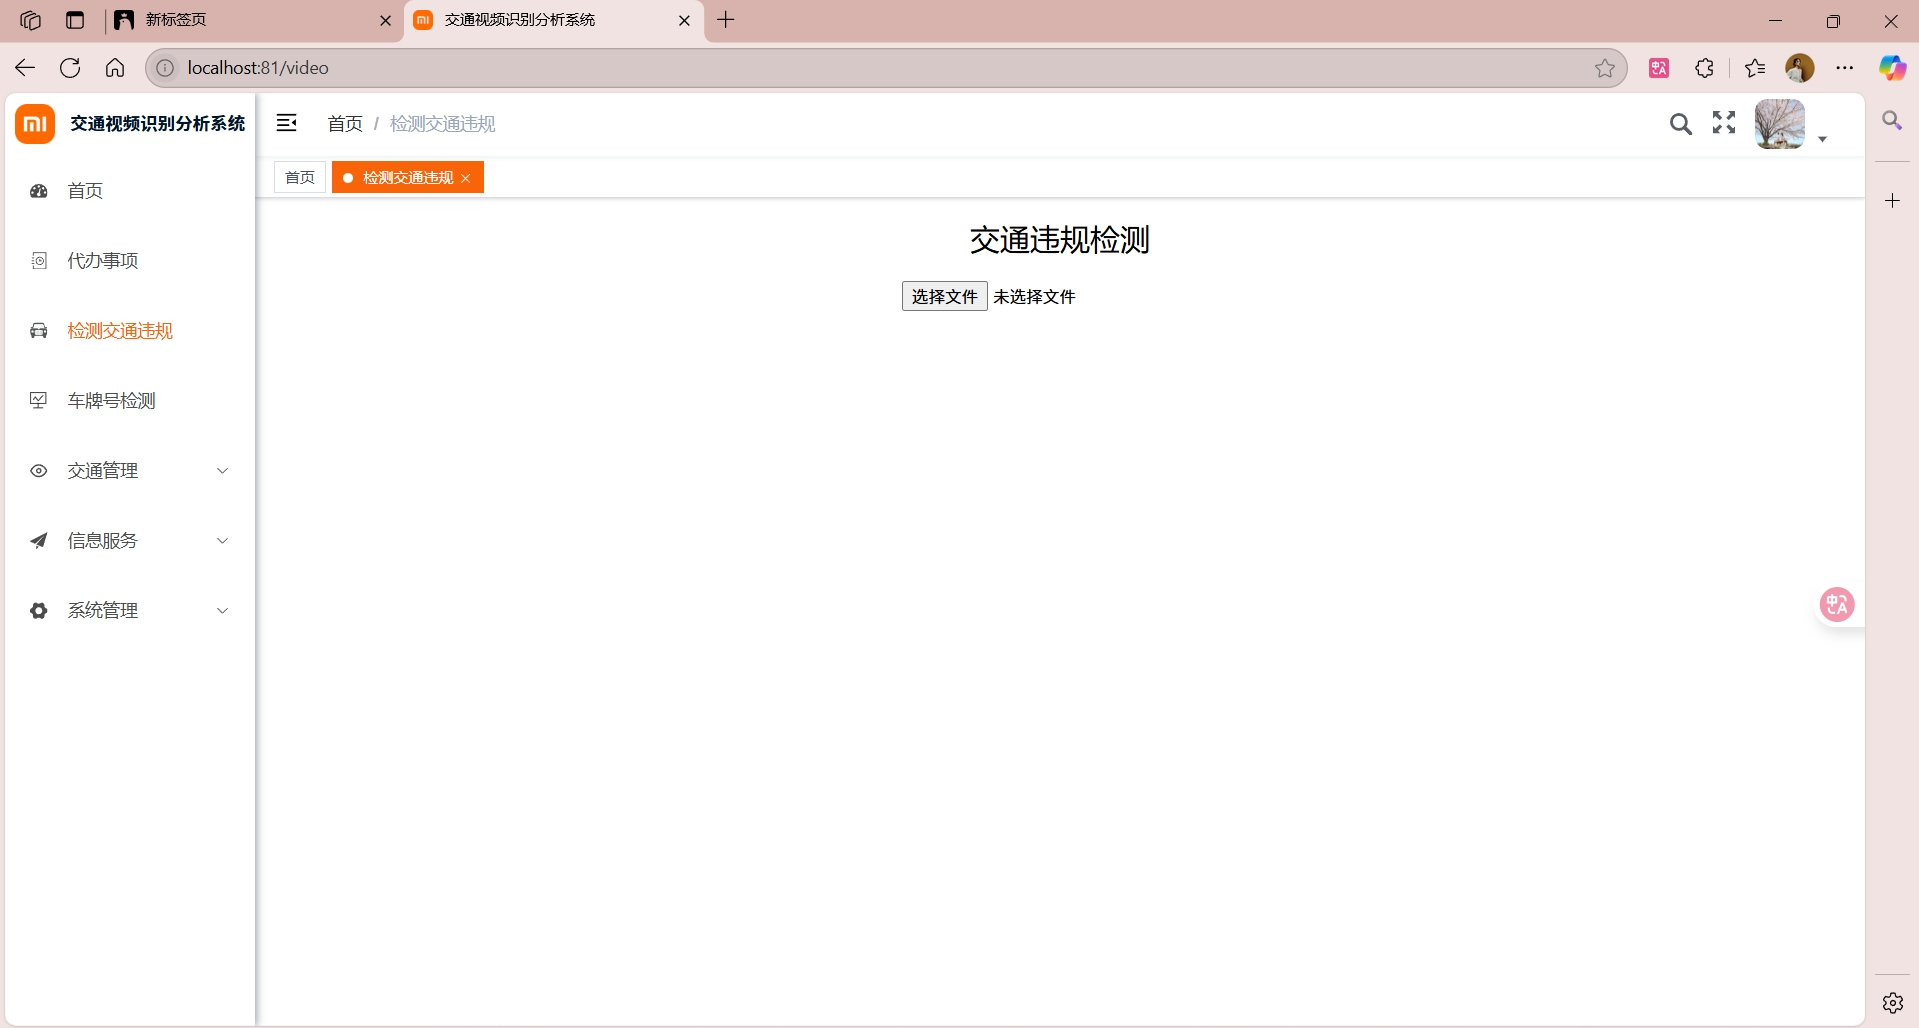 新标签页
交通视频识别分析系统
localhost:81/video
交通视频识别分析系统
首页 / 检测交通违规
首页
检测交通违规
首页
代办事项
检测交通违规
车牌号检测
交通管理
信息服务
系统管理
交通违规检测
选择文件 未选择文件